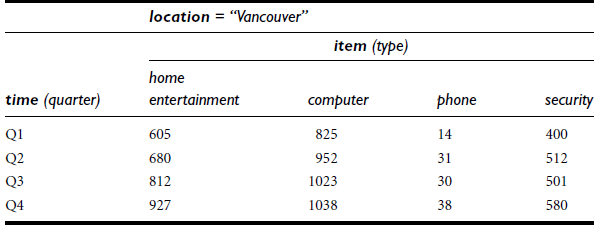 location = “Vancouver”
item (type)
home
time (quarter) entertainment computer phone security
Q1 605 825 14 400
Q2 680 952 31 512
Q3 812 1023 30 501
Q4 927 1038 38 580